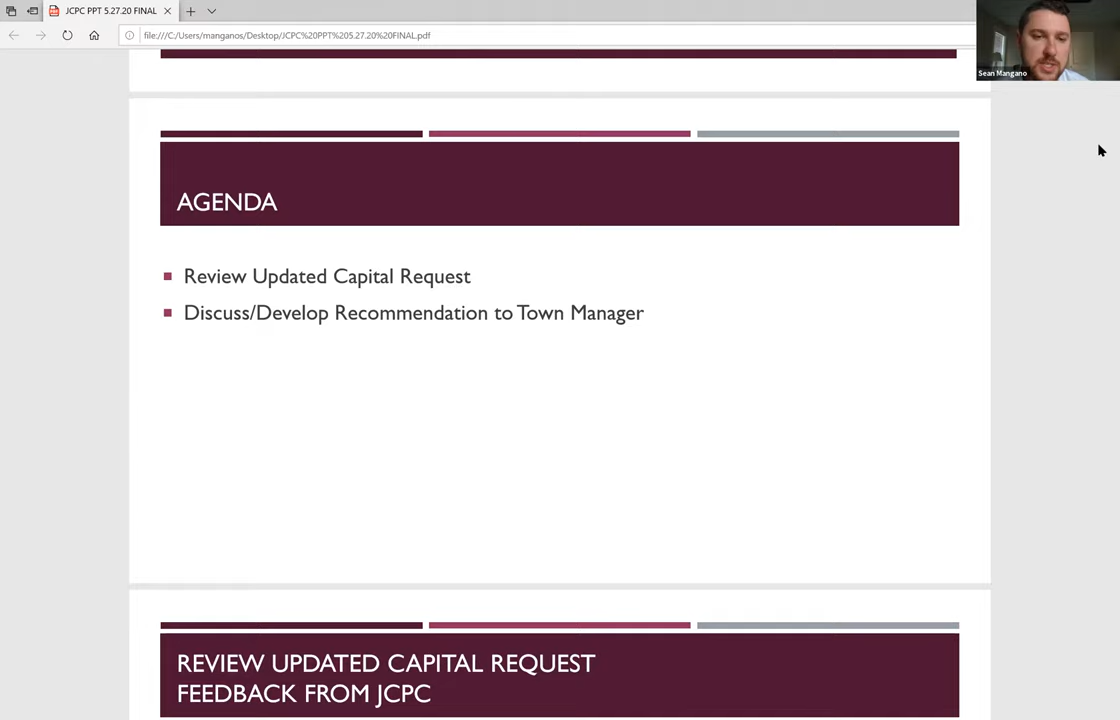 JCPC PPT 5.27.20 FINAL
file:///C:/Users/manganos/Desktop/JCPC%20PPT%205.27.20%20FINAL.pdf
Sean Mangano
AGENDA
Review Updated Capital Request
Discuss/Develop Recommendation to Town Manager
REVIEW UPDATED CAPITAL REQUEST
FEEDBACK FROM JCPC